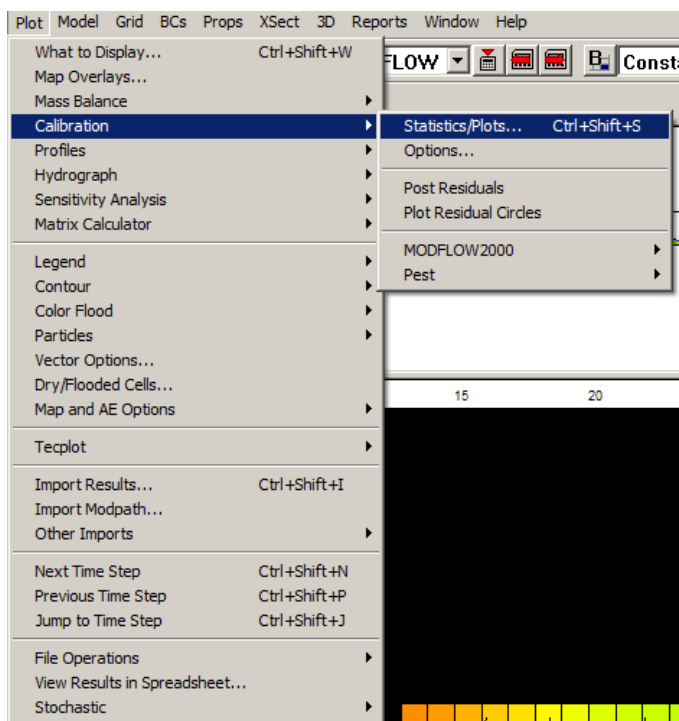 Plot Model Grid BCs Props XSect 3D Reports Window Help
What to Display... Ctrl+Shift+W
Map Overlays...
Mass Balance
Calibration
Profiles
Hydrograph
Sensitivity Analysis
Matrix Calculator
Legend
Contour
Color Flood
Particles
Vector Options...
Dry/Flooded Cells...
Map and AE Options
Tecplot
Import Results... Ctrl+Shift+I
Import Modpath...
Other Imports
Next Time Step Ctrl+Shift+N
Previous Time Step Ctrl+Shift+P
Jump to Time Step Ctrl+Shift+J
File Operations
View Results in Spreadsheet...
Stochastic
FLOW B Consta
Statistics/Plots... Ctrl+Shift+S
Options...
Post Residuals
Plot Residual Circles
MODFLOW2000
Pest
15 20